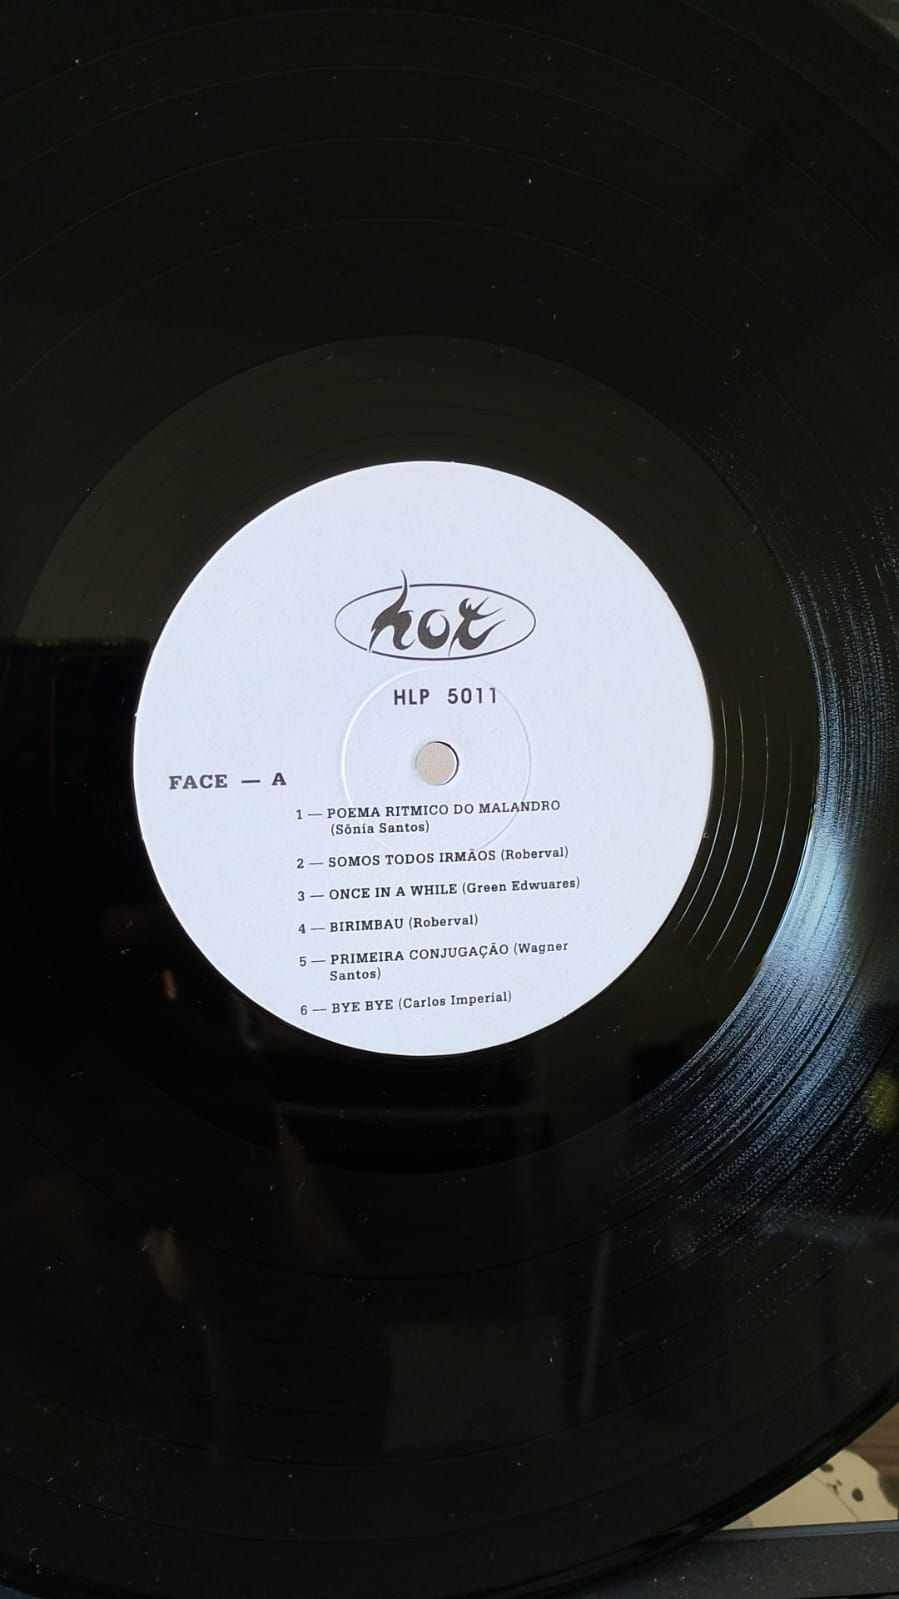 hot
HLP 5011
FACE — A
1 — POEMA RITMICO DO MALANDRO
(Sônia Santos)
2 — SOMOS TODOS IRMÃOS (Roberval)
3 — ONCE IN A WHILE (Green Edwuares)
4 — BIRIMBAU (Roberval)
5 — PRIMEIRA CONJUGAÇÃO (Wagner
Santos)
6 — BYE BYE (Carlos Imperial)